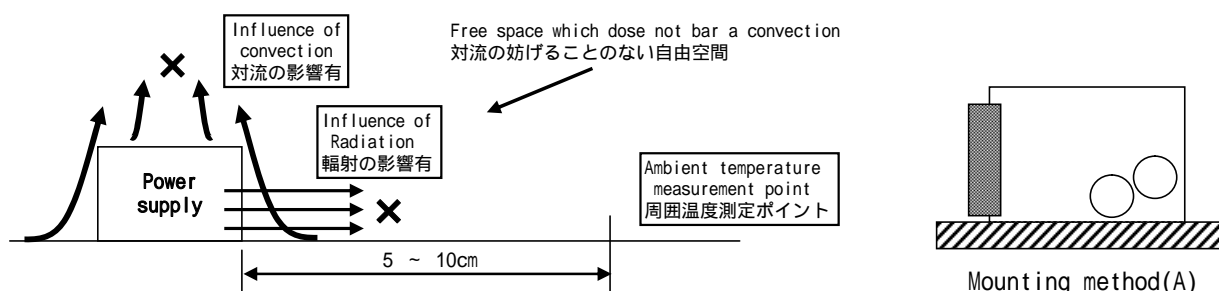 Influence of
convection
対流の影響有
Free space which dose not bar a convection
対流の妨げることのない自由空間
Influence of
Radiation
輻射の影響有
Power
supply
Ambient temperature
measurement point
周囲温度測定ポイント
5 ~ 10cm
Mounting method(A)